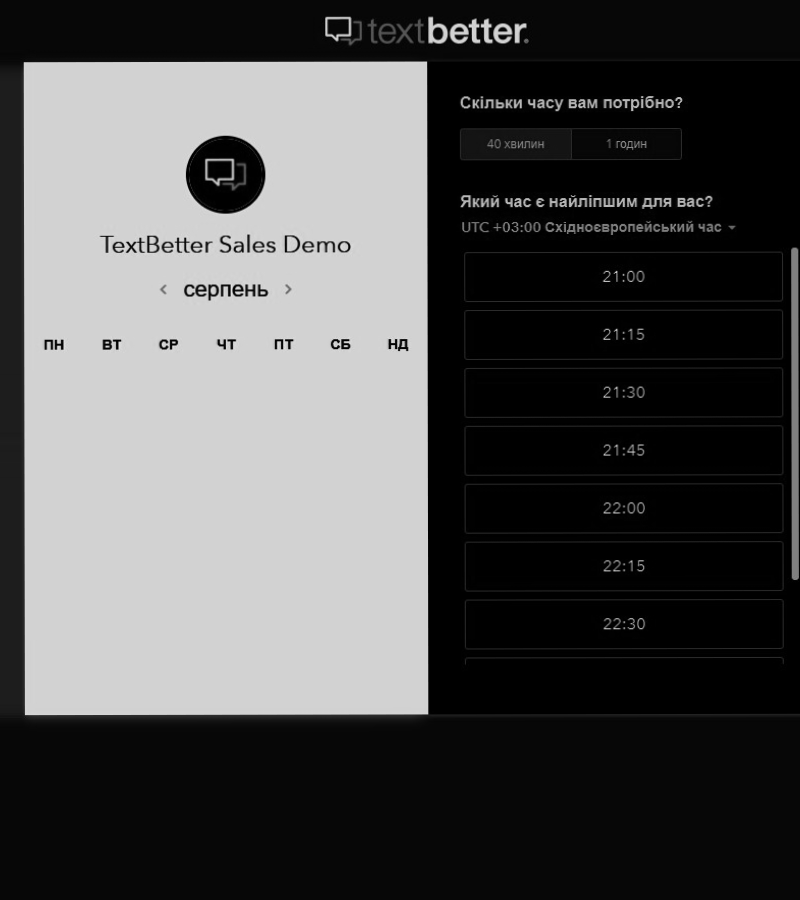 textbetter.
TextBetter Sales Demo
серпень
ПН ВТ СР ЧТ ПТ СБ НД
Скільки часу вам потрібно?
40 хвилин 1 годин
Який час є найліпшим для вас?
UTC +03:00 Східноєвропейський час
21:00
21:15
21:30
21:45
22:00
22:15
22:30